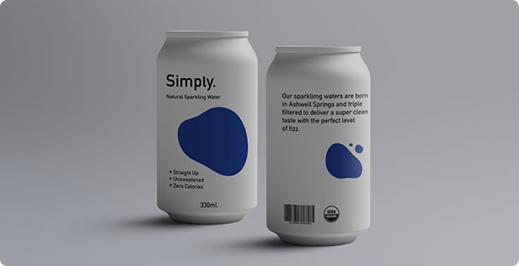 Simply.
Natural Sparkling Water
Straight Up
Unsweetened
Zero Calories
330ml.
Our sparklimg waters are born
in Ashwell Springs and triple
filtered to deliver a super clean
taste with the perfect level
of fizz.
USDA